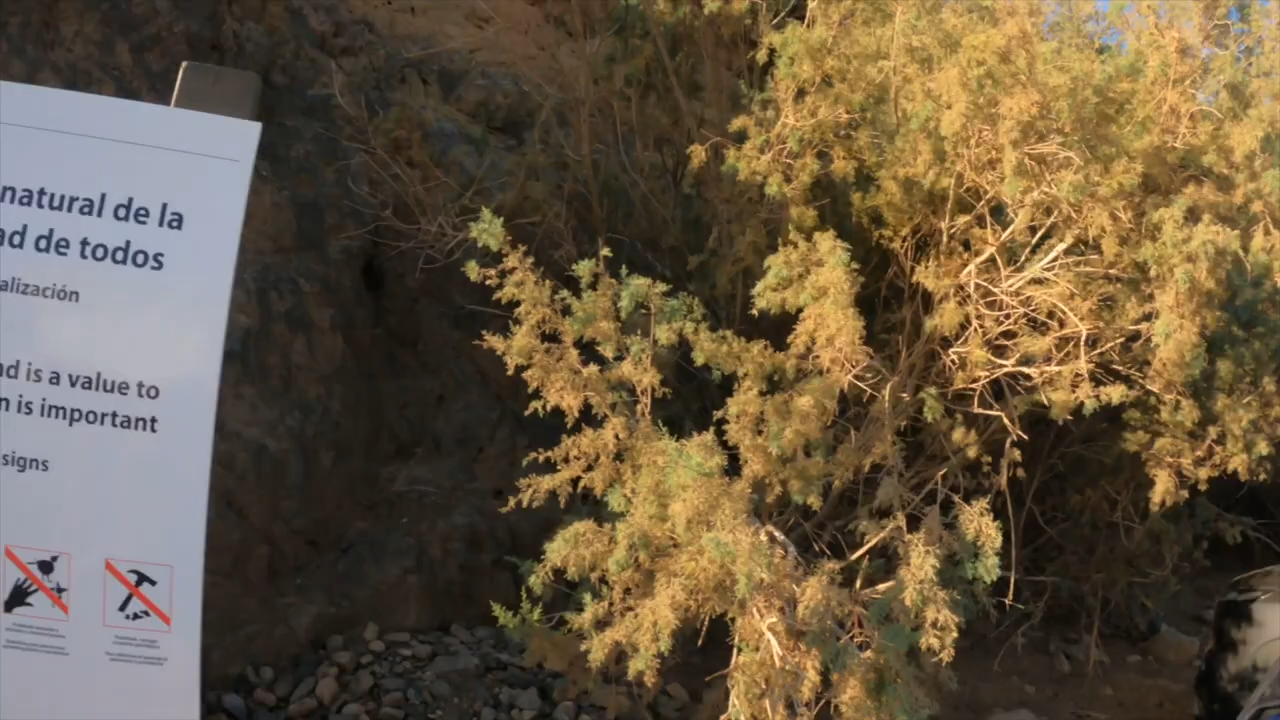 natural de la
ad de todos
alización
nd is a value to
n is important
signs